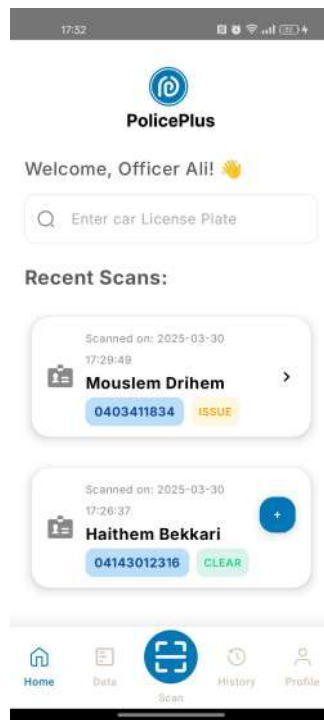 17:32
PolicePlus
Welcome, Officer Ali! 👋
Enter car License Plate
Recent Scans:
Scanned on: 2025-03-30
17:29:49
Mouslem Drihem
0403411834 ISSUE
Scanned on: 2025-03-30
17:26:37
+
Haithem Bekkari
04143012316 CLEAR
Home Data Scan History Profile